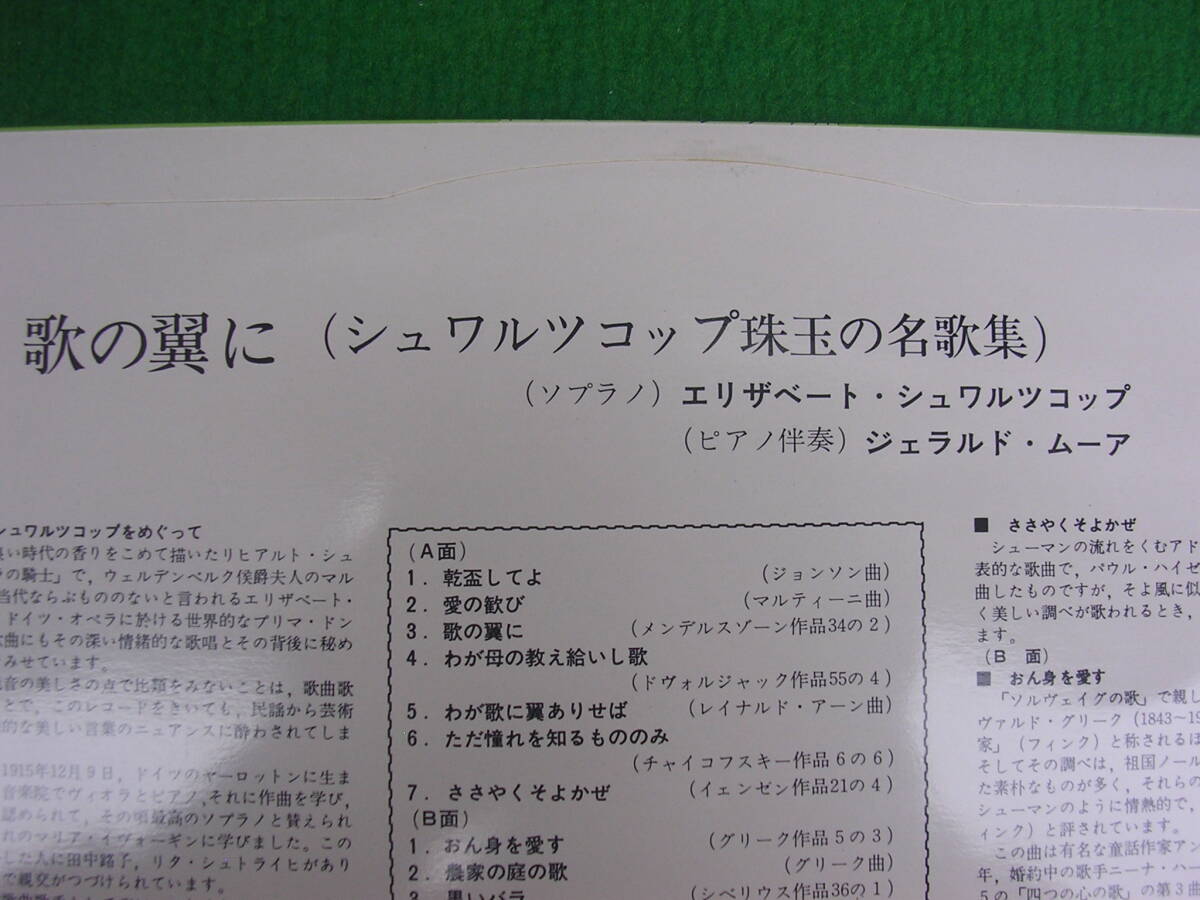 歌の翼に（シュワルツコップ珠玉の名歌集）
（ソプラノ）エリザベート・シュワルツコップ
（ピアノ伴奏）ジェラルド・ムーア
シュワルツコップをめぐって
い時代の香りをこめて描いたリヒアルト・シュ
ラの騎士」で，ウェルデンベルク侯爵夫人のマル
当代ならぶもののないと言われるエリザベート・
ドイツ・オペラに於ける世界的なプリマ・ドン
歌曲にもその深い情緒的な歌唱とその背後に秘め
みせています。
音の美しさの点で比類をみないことは，歌曲歌
とで，このレコードをきいても，民謡から芸術
的な美しい言葉のニュアンスに酔わされてしま
1915年12月9日，ドイツのヤーロットンに生ま
音楽院でヴィオラとピアノ，それに作曲を学び，
認められて，その頃最高のソプラノと賛えられ
れのマリア・イヴォーギンに学びました。この
した人に田中路子，リタ・シュトライヒがあり
で親交がつづけられています。
（A面）
1．乾盃してよ　（ジョンソン曲）
2．愛の歓び　（マルティーニ曲）
3．歌の翼に　（メンデルスゾーン作品34の2）
4．わが母の教え給いし歌
（ドヴォルジャック作品55の4）
5．わが歌に翼ありせば　（レイナルド・アーン曲）
6．ただ憧れを知るもののみ
（チャイコフスキー作品6の6）
7．ささやくそよかぜ　（イェンゼン作品21の4）
（B面）
1．おん身を愛す　（グリーク作品5の3）
2．農家の庭の歌　（グリーク曲）
3．黒いバラ　（シベリウス作品36の1）
■ ささやくそよかぜ
シューマンの流れをくむアド
表的な歌曲で，パウル・ハイゼ
曲したものですが，そよ風に似
く美しい調べが歌われるとき，
ます。
（B　面）
■ おん身を愛す
「ソルヴェイグの歌」で親し
ヴァルド・グリーク（1843〜19
家」（フィンク）と称されるほ
そしてその調べは，祖国ノール
た素朴なものが多く，それらの
シューマンのように情熱的で，
ィンク）と評されています。
この曲は有名な童話作家アン
年，婚約中の歌手ニーナ・ハー
5の「四つの心の歌」の第3曲